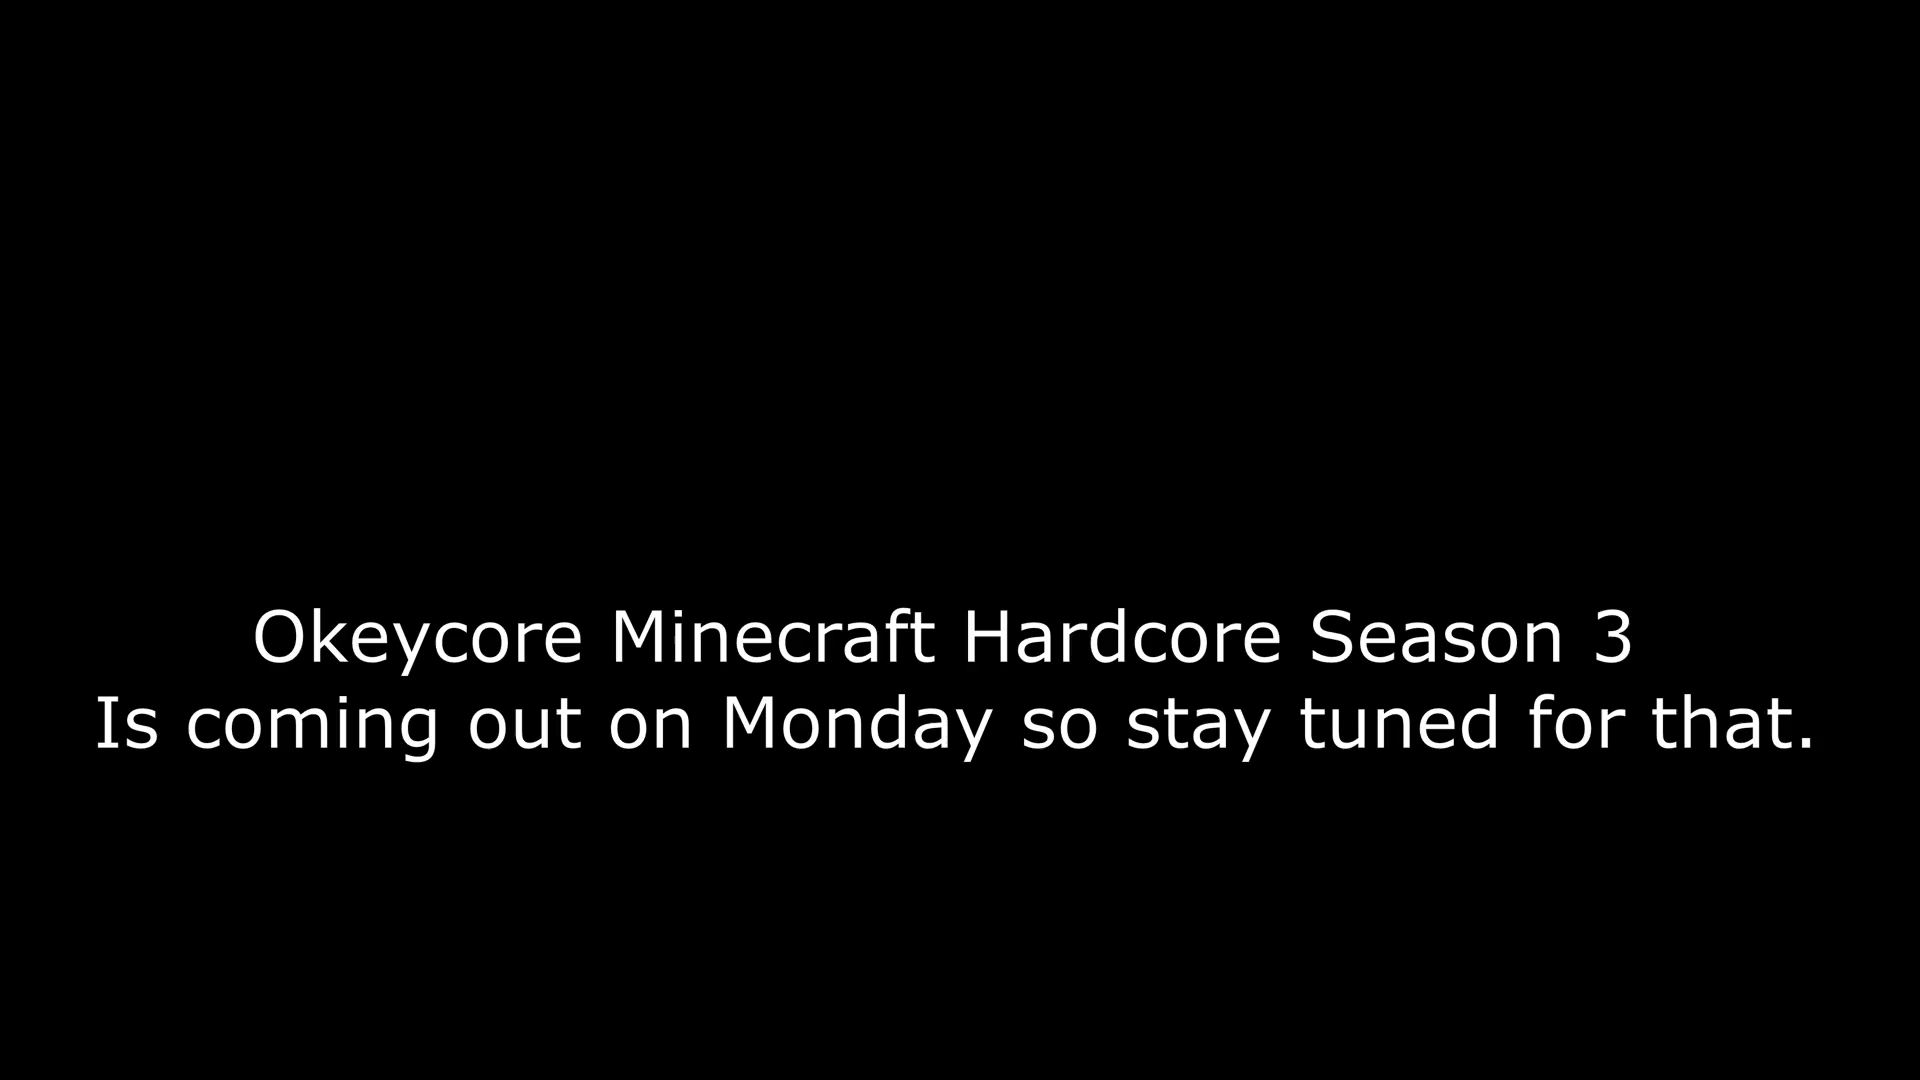 Okeycore Minecraft Hardcore Season 3
Is coming out on Monday so stay tuned for that.